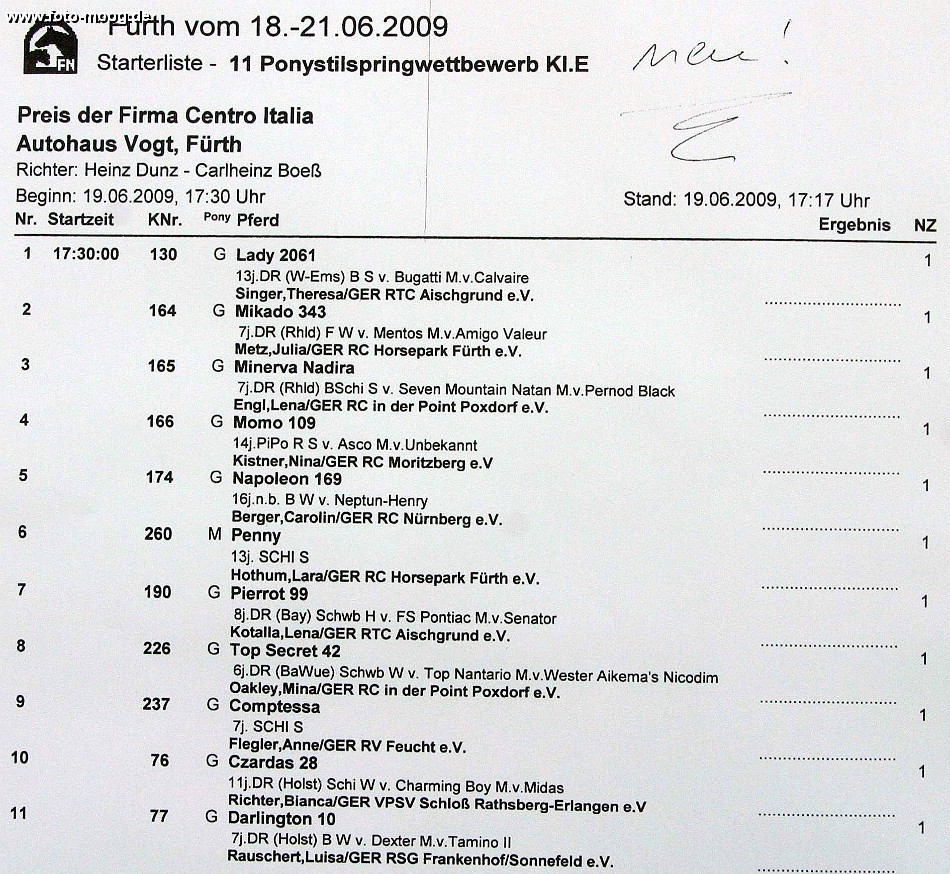 www.foto-moog.de
Fürth vom 18.-21.06.2009
FN
Starterliste - 11 Ponystilspringwettbewerb Kl.E
neu!
Preis der Firma Centro Italia
Autohaus Vogt, Fürth
Richter: Heinz Dunz - Carlheinz Boeß
Beginn: 19.06.2009, 17:30 Uhr
Stand: 19.06.2009, 17:17 Uhr
Nr. Startzeit KNr. Pony Pferd Ergebnis NZ
1 17:30:00 130 G Lady 2061 1
13j.DR (W-Ems) B S v. Bugatti M.v.Calvaire
Singer,Theresa/GER RTC Aischgrund e.V.
2 164 G Mikado 343 1
7j.DR (Rhld) F W v. Mentos M.v.Amigo Valeur
Metz,Julia/GER RC Horsepark Fürth e.V.
3 165 G Minerva Nadira 1
7j.DR (Rhld) BSchi S v. Seven Mountain Natan M.v.Pernod Black
Engl,Lena/GER RC in der Point Poxdorf e.V.
4 166 G Momo 109 1
14j.PiPo R S v. Asco M.v.Unbekannt
Kistner,Nina/GER RC Moritzberg e.V
5 174 G Napoleon 169 1
16j.n.b. B W v. Neptun-Henry
Berger,Carolin/GER RC Nürnberg e.V.
6 260 M Penny 1
13j. SCHI S
Hothum,Lara/GER RC Horsepark Fürth e.V.
7 190 G Pierrot 99 1
8j.DR (Bay) Schwb H v. FS Pontiac M.v.Senator
Kotalla,Lena/GER RTC Aischgrund e.V.
8 226 G Top Secret 42 1
6j.DR (BaWue) Schwb W v. Top Nantario M.v.Wester Aikema's Nicodim
Oakley,Mina/GER RC in der Point Poxdorf e.V.
9 237 G Comptessa 1
7j. SCHI S
Flegler,Anne/GER RV Feucht e.V.
10 76 G Czardas 28 1
11j.DR (Holst) Schi W v. Charming Boy M.v.Midas
Richter,Bianca/GER VPSV Schloß Rathsberg-Erlangen e.V
11 77 G Darlington 10 1
7j.DR (Holst) B W v. Dexter M.v.Tamino II
Rauschert,Luisa/GER RSG Frankenhof/Sonnefeld e.V.